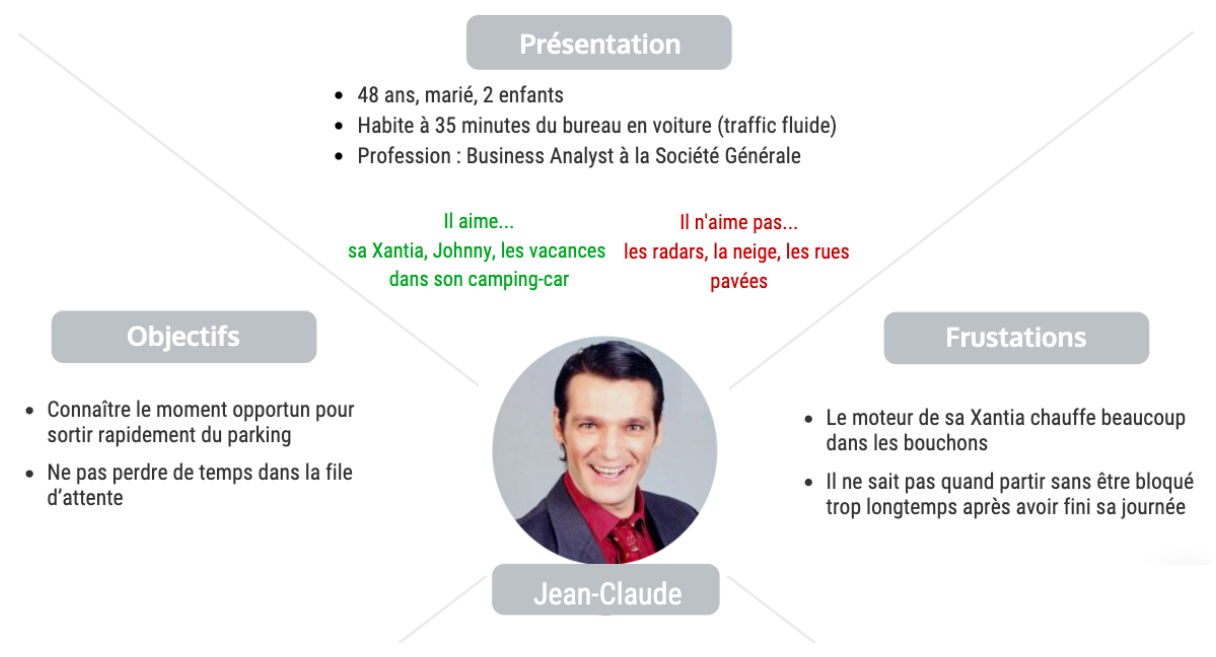 Présentation
• 48 ans, marié, 2 enfants
• Habite à 35 minutes du bureau en voiture (traffic fluide)
• Profession : Business Analyst à la Société Générale
Il aime...
sa Xantia, Johnny, les vacances
dans son camping-car
Il n'aime pas...
les radars, la neige, les rues
pavées
Objectifs
• Connaître le moment opportun pour
sortir rapidement du parking
• Ne pas perdre de temps dans la file
d’attente
Frustations
• Le moteur de sa Xantia chauffe beaucoup
dans les bouchons
• Il ne sait pas quand partir sans être bloqué
trop longtemps après avoir fini sa journée
Jean-Claude